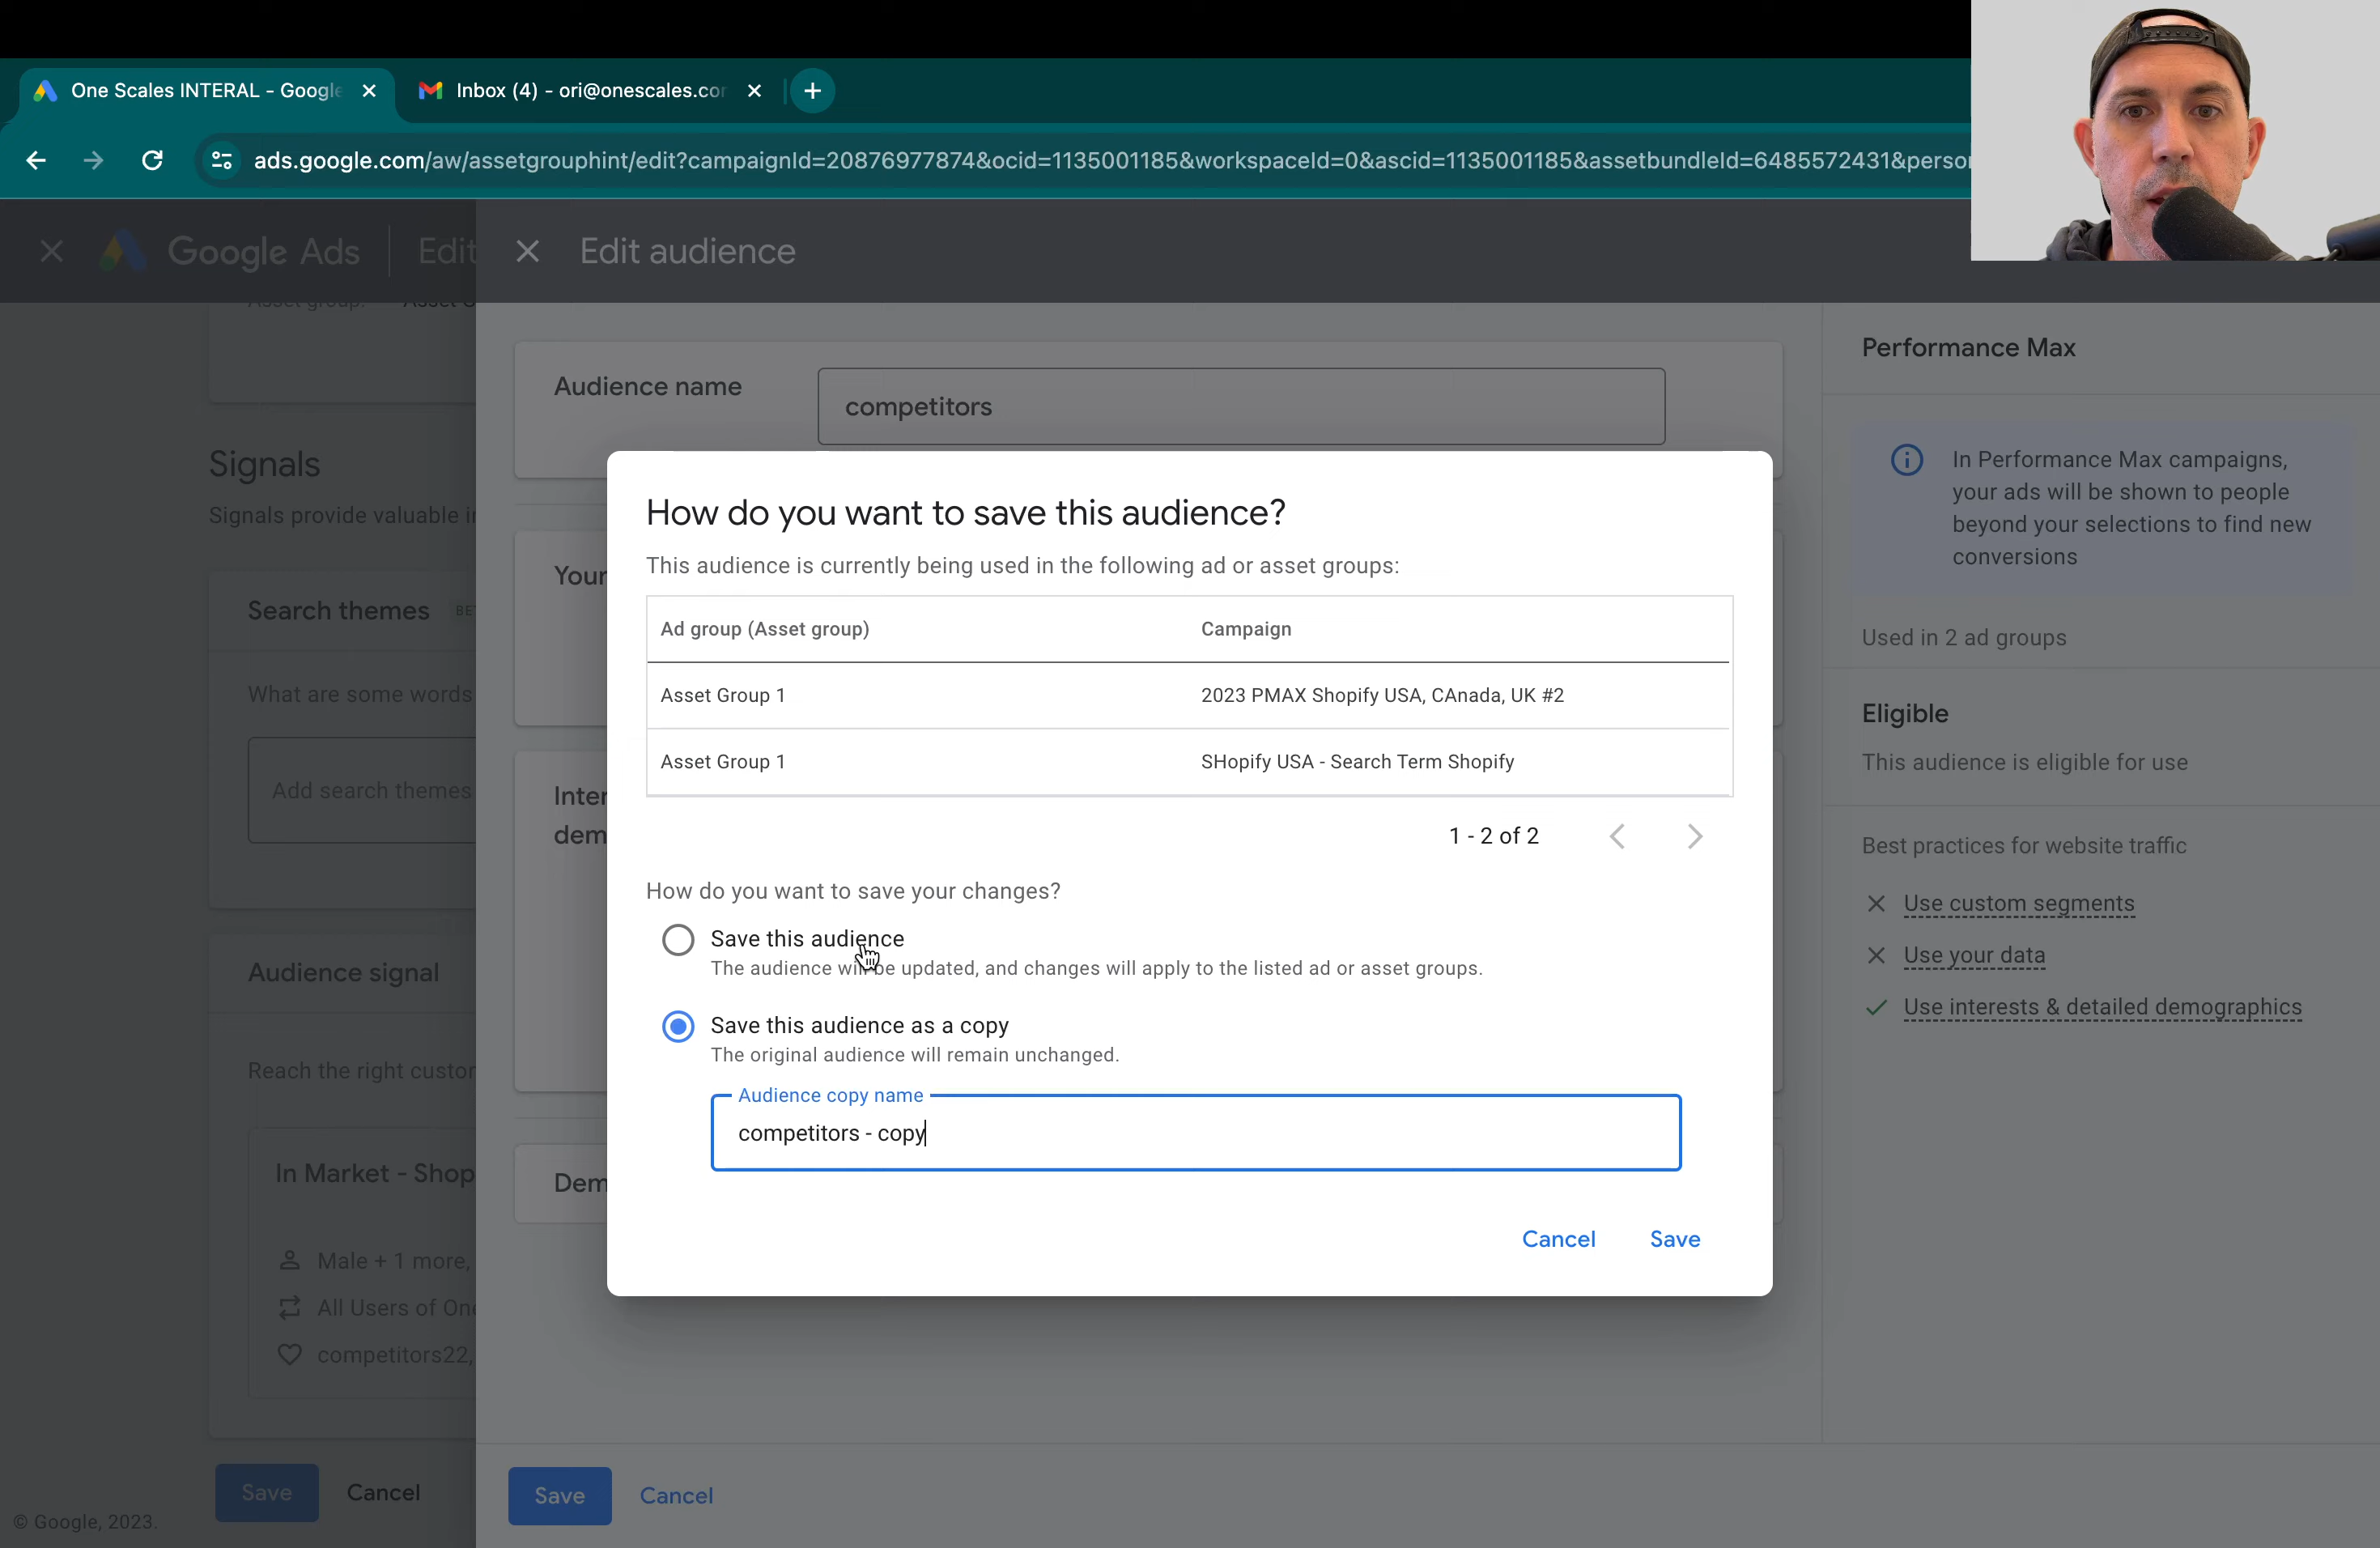 One Scales INTERAL - Google
Inbox (4) - ori@onescales.com
ads.google.com/aw/assetgrouphint/edit?campaignId=20876977874&ocid=1135001185&workspaceId=0&ascid=1135001185&assetbundleId=6485572431&person
Google Ads
Edit
Edit audience
Asset group:
Audience name
competitors
Performance Max
In Performance Max campaigns,
your ads will be shown to people
beyond your selections to find new
conversions
Used in 2 ad groups
Eligible
This audience is eligible for use
Best practices for website traffic
Use custom segments
Use your data
Use interests & detailed demographics
Signals
Signals provide valuable
Search themes
What are some words
Add search themes
Audience signal
Reach the right
In Market - Shop
Male + 1 more,
All Users of
competitors22,
Save
Cancel
© Google, 2023.
Your
How do you want to save this audience?
This audience is currently being used in the following ad or asset groups:
Ad group (Asset group)
Campaign
Asset Group 1
2023 PMAX Shopify USA, CAnada, UK #2
Asset Group 1
SHopify USA - Search Term Shopify
1 - 2 of 2
How do you want to save your changes?
Save this audience
The audience will be updated, and changes will apply to the listed ad or asset groups.
Save this audience as a copy
The original audience will remain unchanged.
Audience copy name
competitors - copy
Cancel
Save
Save
Cancel